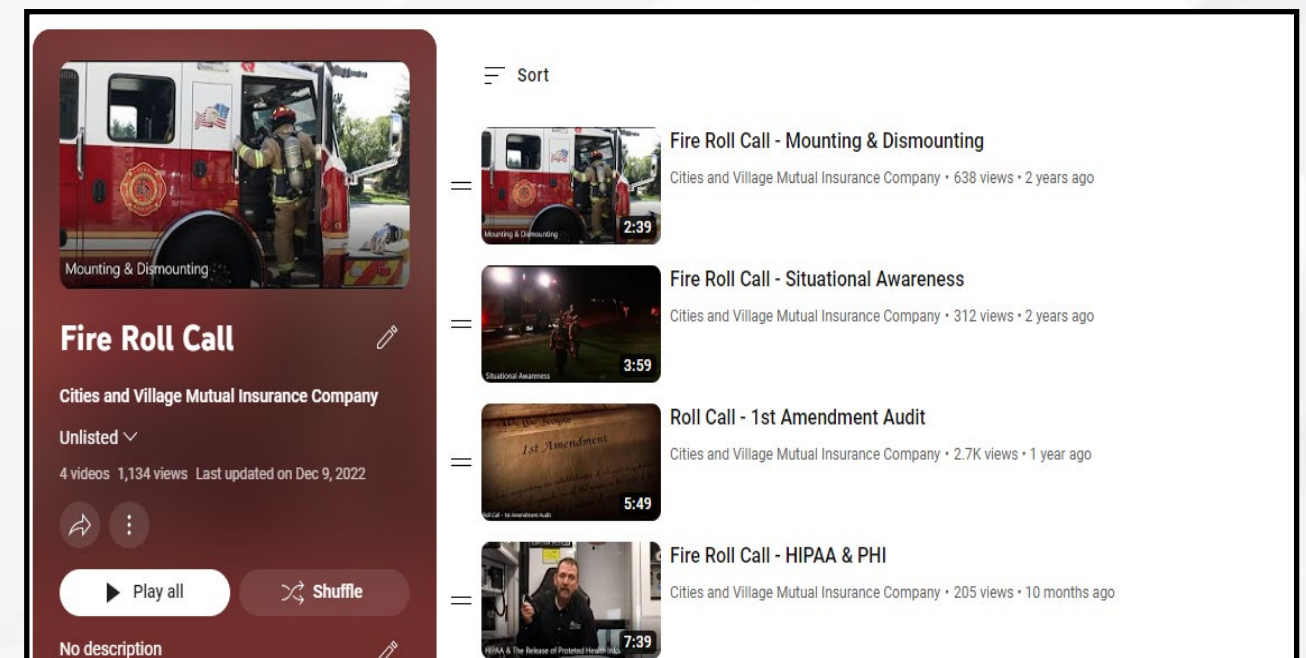 Mounting & Dismounting
Fire Roll Call
Cities and Village Mutual Insurance Company
Unlisted
4 videos 1,134 views Last updated on Dec 9, 2022
Play all
Shuffle
No description
Sort
Mounting & Dismounting
2:39
Fire Roll Call - Mounting & Dismounting
Cities and Village Mutual Insurance Company • 638 views • 2 years ago
Situational Awareness
3:59
Fire Roll Call - Situational Awareness
Cities and Village Mutual Insurance Company • 312 views • 2 years ago
1st Amendment
Roll Call - 1st Amendment Audit
5:49
Roll Call - 1st Amendment Audit
Cities and Village Mutual Insurance Company • 2.7K views • 1 year ago
HIPAA & The Release of Proteted Health
7:39
Fire Roll Call - HIPAA & PHI
Cities and Village Mutual Insurance Company • 205 views • 10 months ago